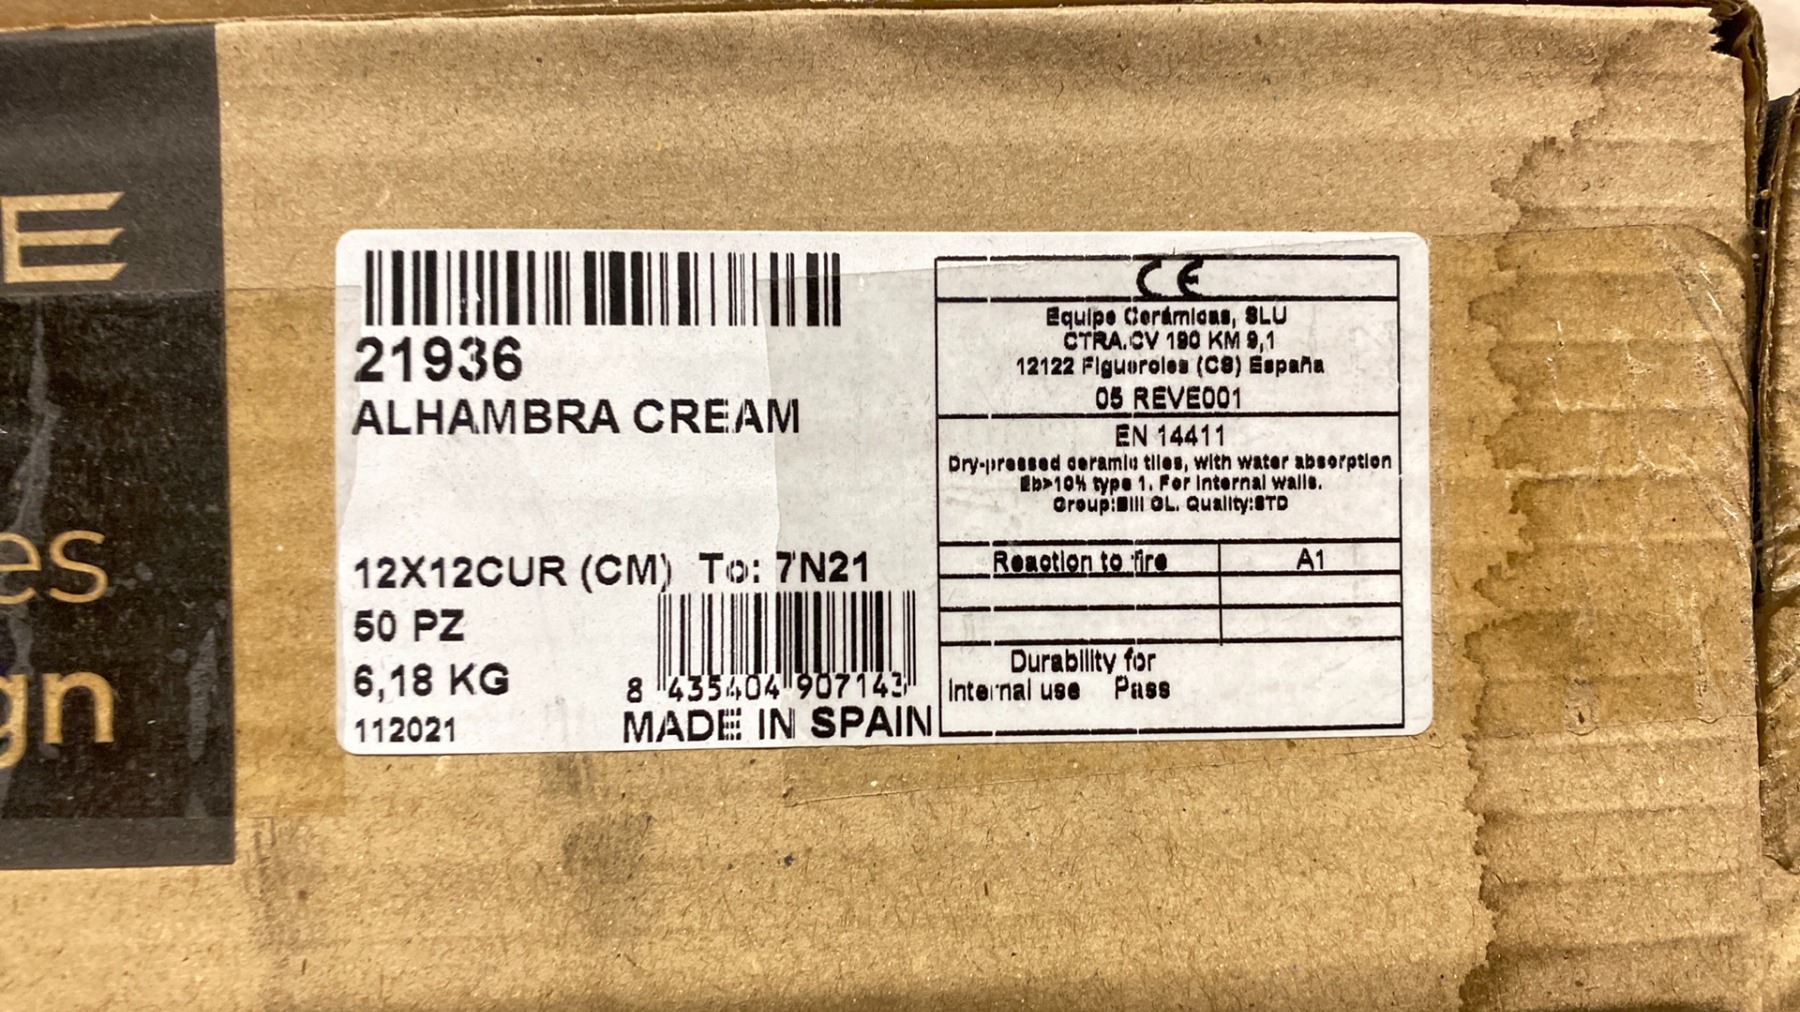 E
es
gn
21936
ALHAMBRA CREAM
12X12CUR (CM) To: 7N21
50 PZ
6,18 KG
112021
8 435404 907143
MADE IN SPAIN
CE
Equipe Cerámicas, SLU
CTRA.CV 190 KM 9,1
12122 Figueroles (CS) España
05 REVE001
EN 14411
Dry-pressed ceramic tiles, with water absorption
Eb>10% type 1. For internal walls.
Group:BIII GL. Quality:STD
Reaction to fire A1
Durability for
Internal use Pass